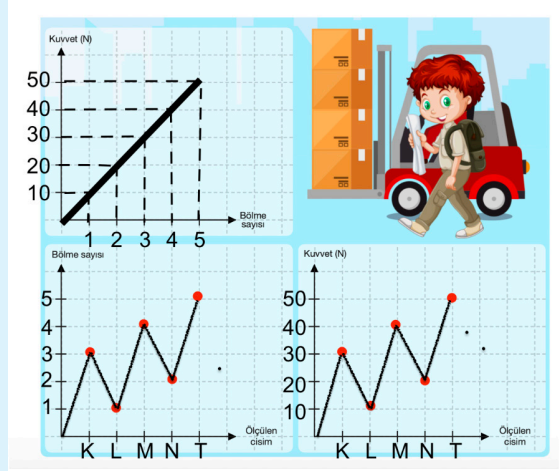 Kuvvet (N)
50
40
30
20
10
1 2 3 4 5
Bölme
sayısı
Bölme sayısı
5
4
3
2
1
K L M N T
Ölçülen
cisim
Kuvvet (N)
50
40
30
20
10
K L M N T
Ölçülen
cisim